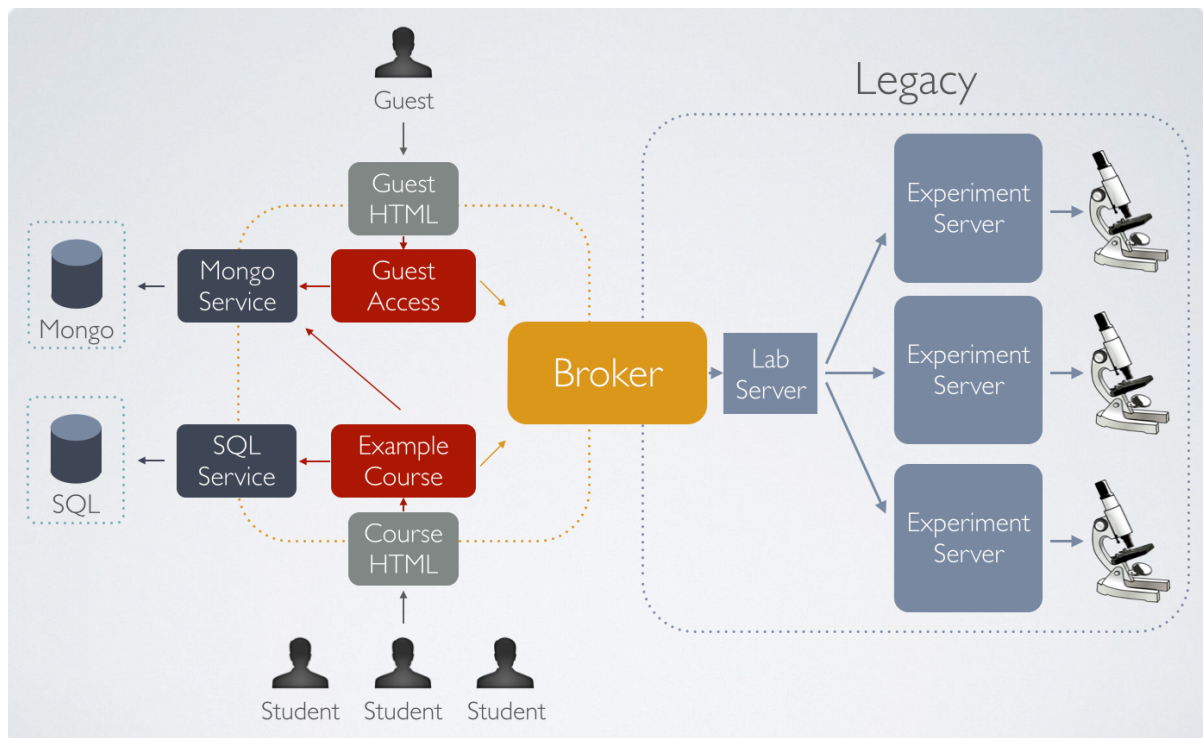 Guest
Legacy
Guest
HTML
Experiment
Server
Mongo
Service
Guest
Access
Mongo
Broker
Lab
Server
Experiment
Server
SQL
Service
Example
Course
SQL
Experiment
Server
Course
HTML
Student
Student
Student